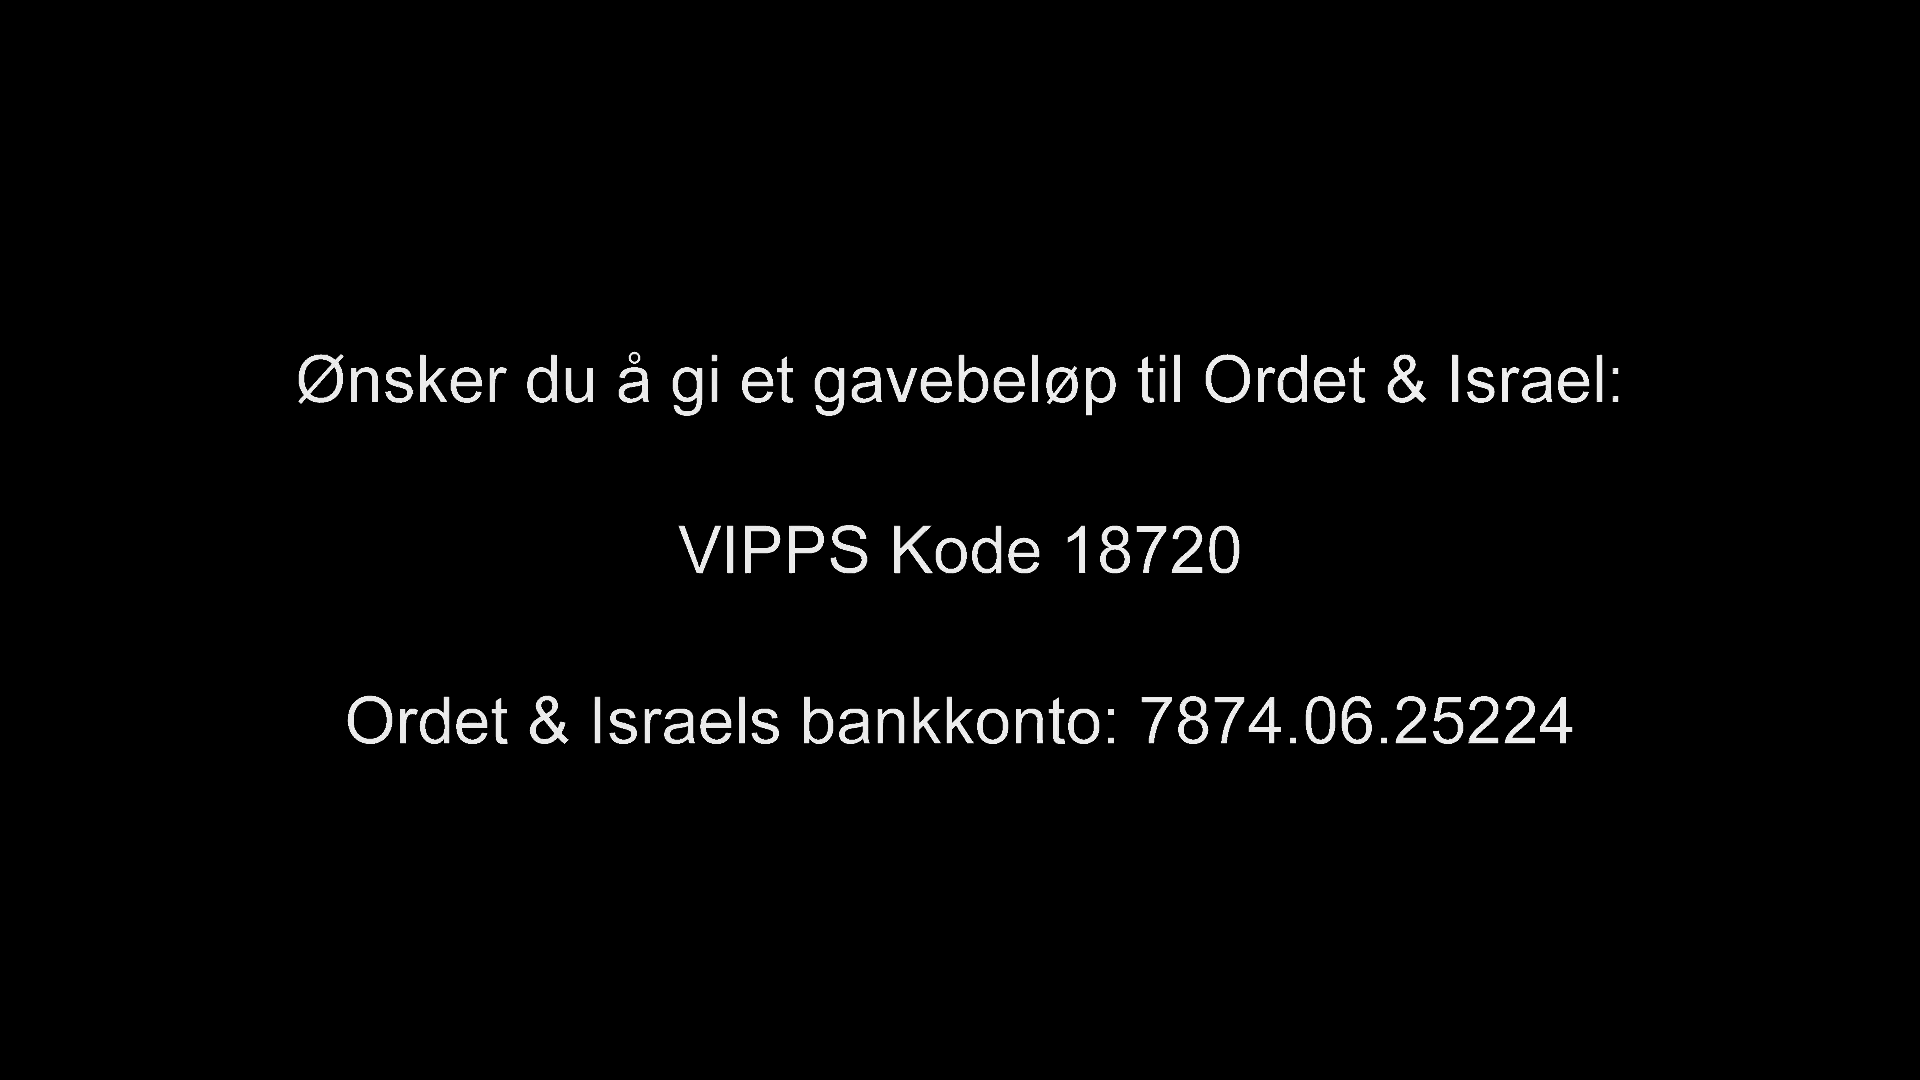 Ønsker du å gi et gavebeløp til Ordet & Israel:
VIPPS Kode 18720
Ordet & Israels bankkonto: 7874.06.25224